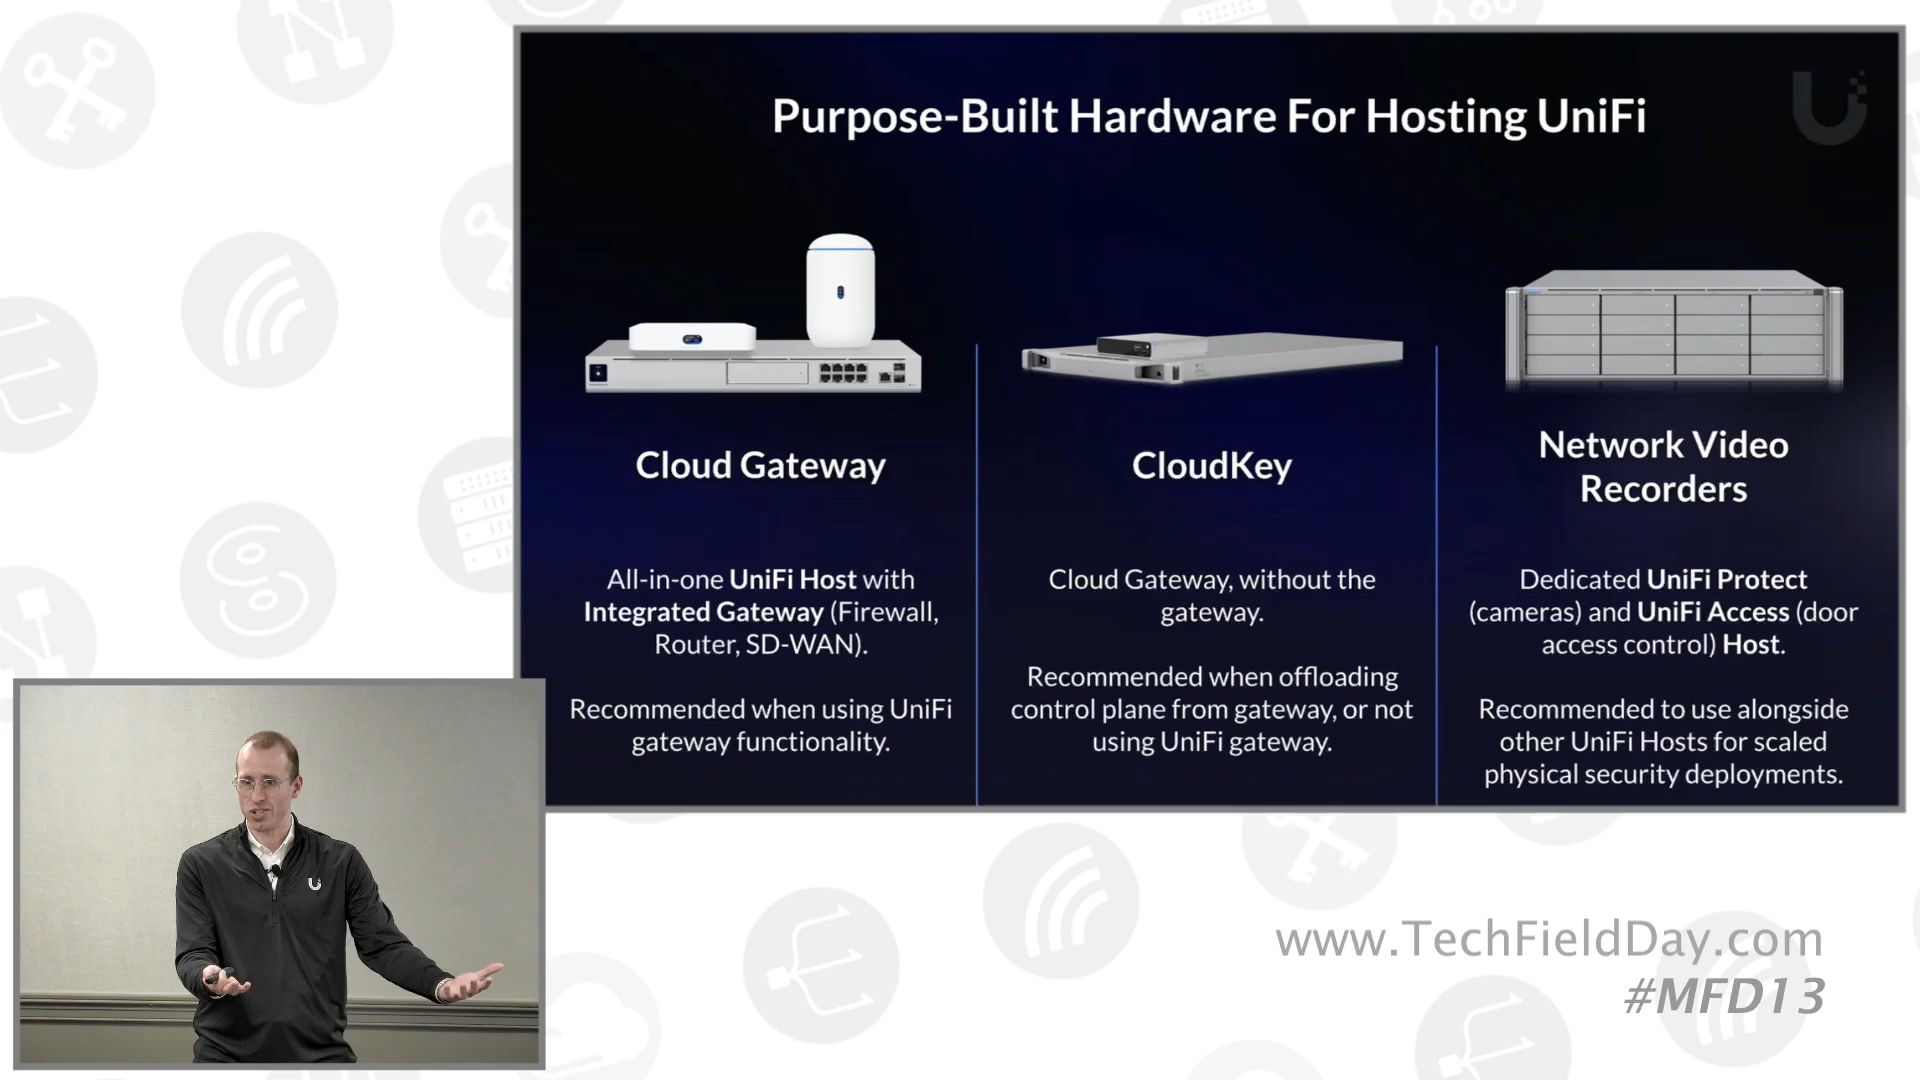 Purpose-Built Hardware For Hosting UniFi
Cloud Gateway
All-in-one UniFi Host with
Integrated Gateway (Firewall,
Router, SD-WAN).
Recommended when using UniFi
gateway functionality.
CloudKey
Cloud Gateway, without the
gateway.
Recommended when offloading
control plane from gateway, or not
using UniFi gateway.
Network Video
Recorders
Dedicated UniFi Protect
(cameras) and UniFi Access (door
access control) Host.
Recommended to use alongside
other UniFi Hosts for scaled
physical security deployments.
www.TechFieldDay.com
#MFD13